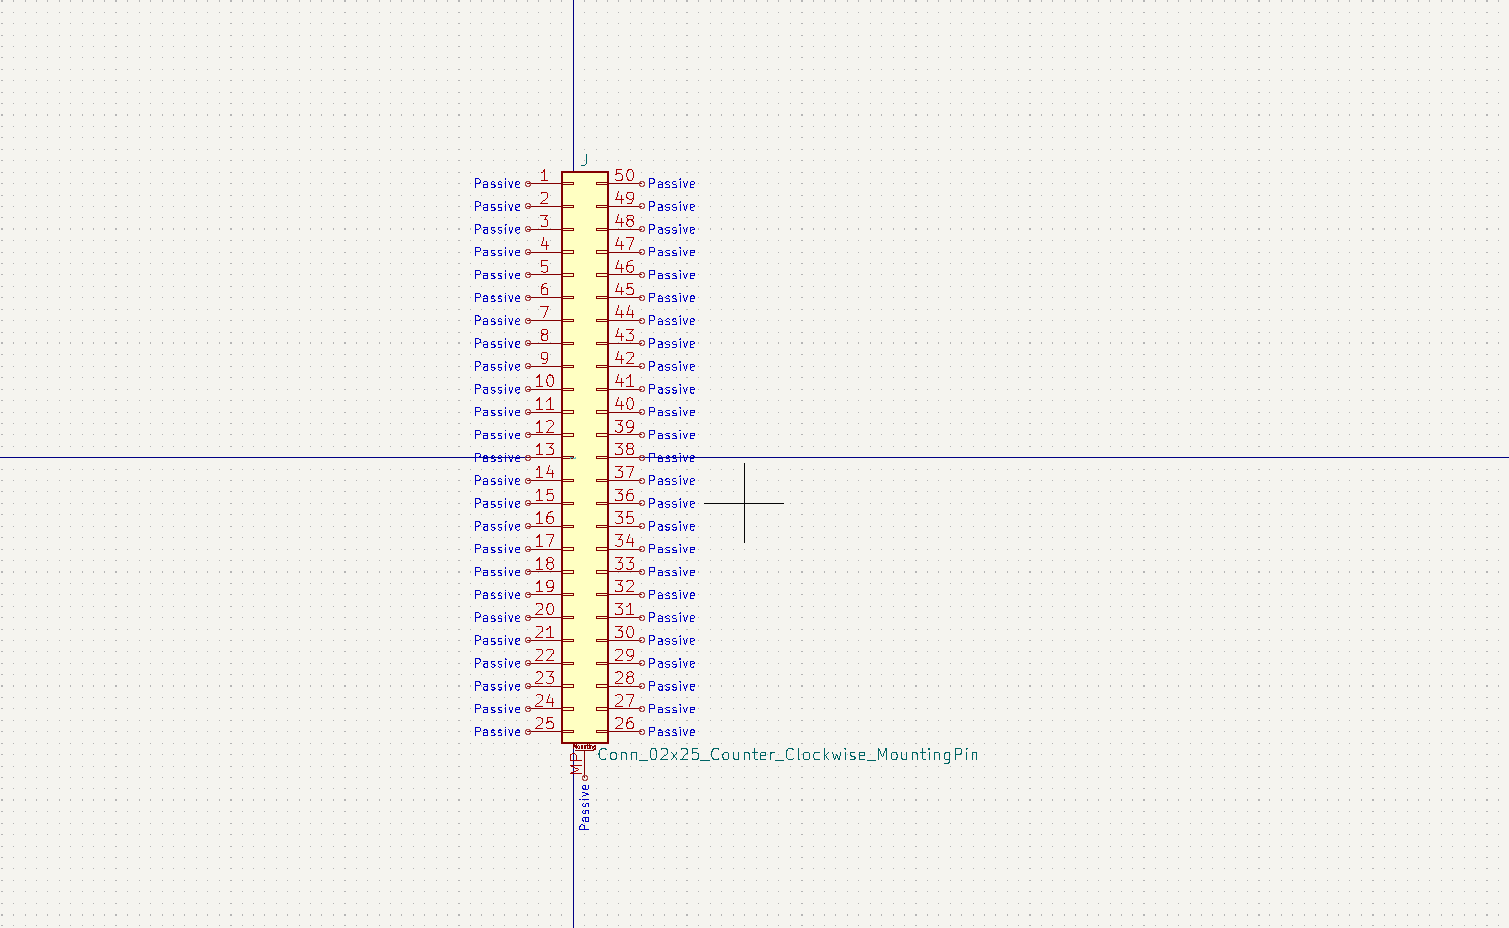 J
Passive 1 50 Passive
Passive 2 49 Passive
Passive 3 48 Passive
Passive 4 47 Passive
Passive 5 46 Passive
Passive 6 45 Passive
Passive 7 44 Passive
Passive 8 43 Passive
Passive 9 42 Passive
Passive 10 41 Passive
Passive 11 40 Passive
Passive 12 39 Passive
Passive 13 38 Passive
Passive 14 37 Passive
Passive 15 36 Passive
Passive 16 35 Passive
Passive 17 34 Passive
Passive 18 33 Passive
Passive 19 32 Passive
Passive 20 31 Passive
Passive 21 30 Passive
Passive 22 29 Passive
Passive 23 28 Passive
Passive 24 27 Passive
Passive 25 26 Passive
Mounting
MP
Conn_02x25_Counter_Clockwise_MountingPin
Passive